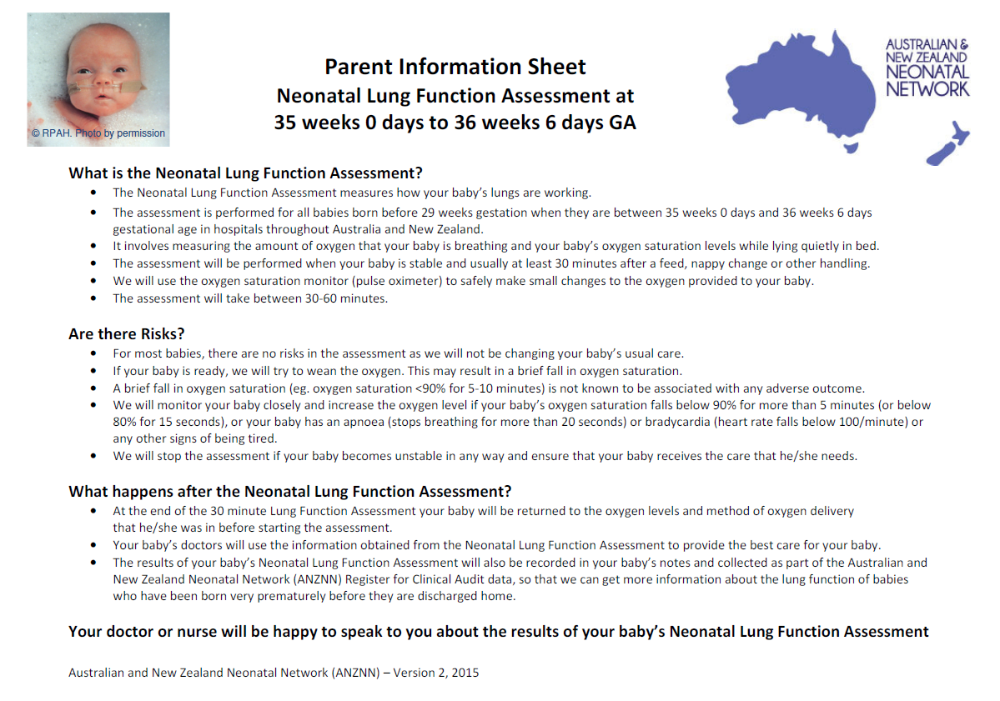 © RPAH. Photo by permission
Parent Information Sheet
Neonatal Lung Function Assessment at
35 weeks 0 days to 36 weeks 6 days GA
AUSTRALIAN &
NEW ZEALAND
NEONATAL
NETWORK
What is the Neonatal Lung Function Assessment?
• The Neonatal Lung Function Assessment measures how your baby's lungs are working.
• The assessment is performed for all babies born before 29 weeks gestation when they are between 35 weeks 0 days and 36 weeks 6 days
gestational age in hospitals throughout Australia and New Zealand.
• It involves measuring the amount of oxygen that your baby is breathing and your baby's oxygen saturation levels while lying quietly in bed.
• The assessment will be performed when your baby is stable and usually at least 30 minutes after a feed, nappy change or other handling.
• We will use the oxygen saturation monitor (pulse oximeter) to safely make small changes to the oxygen provided to your baby.
• The assessment will take between 30-60 minutes.
Are there Risks?
• For most babies, there are no risks in the assessment as we will not be changing your baby's usual care.
• If your baby is ready, we will try to wean the oxygen. This may result in a brief fall in oxygen saturation.
• A brief fall in oxygen saturation (eg. oxygen saturation <90% for 5-10 minutes) is not known to be associated with any adverse outcome.
• We will monitor your baby closely and increase the oxygen level if your baby's oxygen saturation falls below 90% for more than 5 minutes (or below
80% for 15 seconds), or your baby has an apnoea (stops breathing for more than 20 seconds) or bradycardia (heart rate falls below 100/minute) or
any other signs of being tired.
• We will stop the assessment if your baby becomes unstable in any way and ensure that your baby receives the care that he/she needs.
What happens after the Neonatal Lung Function Assessment?
• At the end of the 30 minute Lung Function Assessment your baby will be returned to the oxygen levels and method of oxygen delivery
that he/she was in before starting the assessment.
• Your baby's doctors will use the information obtained from the Neonatal Lung Function Assessment to provide the best care for your baby.
• The results of your baby's Neonatal Lung Function Assessment will also be recorded in your baby's notes and collected as part of the Australian and
New Zealand Neonatal Network (ANZNN) Register for Clinical Audit data, so that we can get more information about the lung function of babies
who have been born very prematurely before they are discharged home.
Your doctor or nurse will be happy to speak to you about the results of your baby's Neonatal Lung Function Assessment
Australian and New Zealand Neonatal Network (ANZNN) – Version 2, 2015